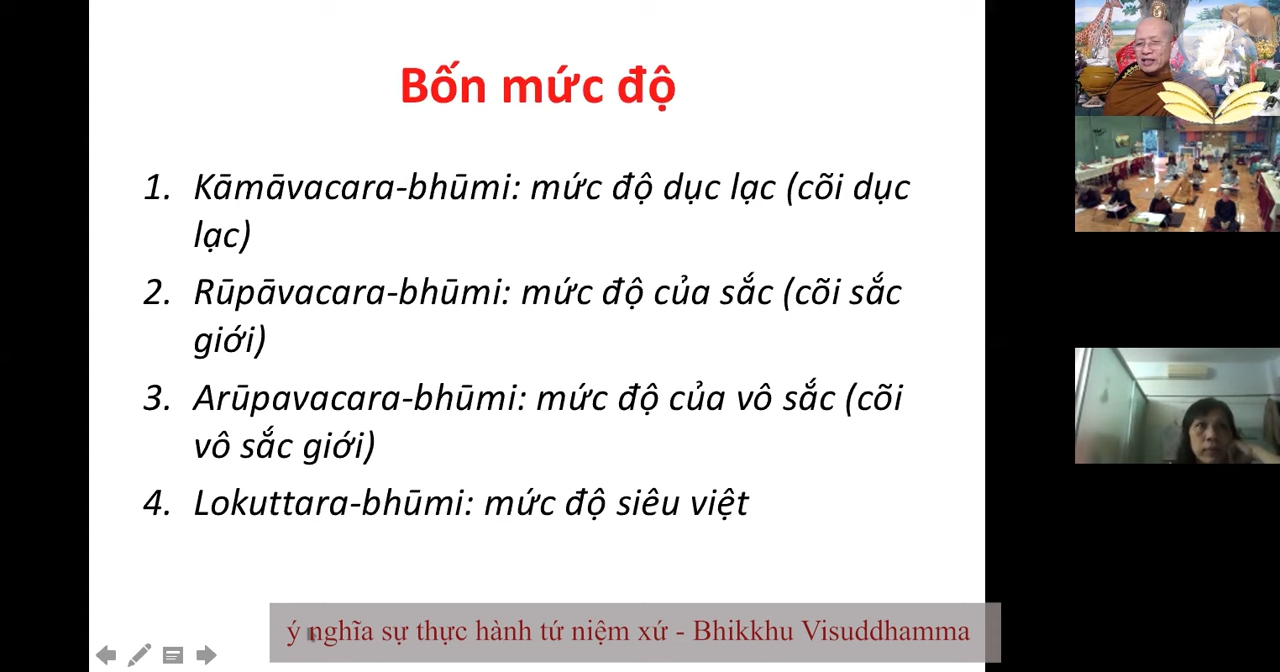 Bốn mức độ
1. Kāmāvacara-bhūmi: mức độ dục lạc (cõi dục
lạc)
2. Rūpāvacara-bhūmi: mức độ của sắc (cõi sắc
giới)
3. Arūpavacara-bhūmi: mức độ của vô sắc (cõi
vô sắc giới)
4. Lokuttara-bhūmi: mức độ siêu việt
ý nghĩa sự thực hành tứ niệm xứ - Bhikkhu Visuddhamma